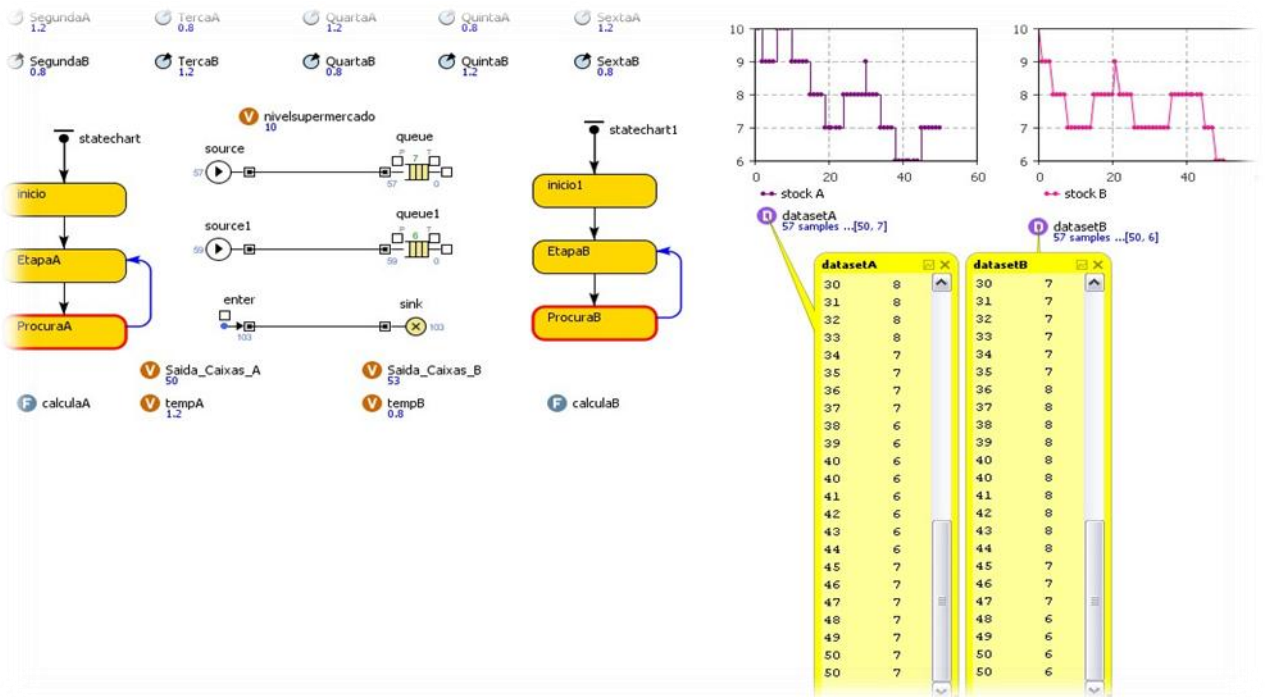 SegundaA
1.2
TercaA
0.8
QuartaA
1.2
QuintaA
0.8
SextaA
1.2
SegundaB
0.8
TercaB
1.2
QuartaB
0.8
QuintaB
1.2
SextaB
0.8
nivelsupermercado
10
statechart
inicio
EtapaA
ProcuraA
source
57
queue
P 7 T
57 0
source1
59
queue1
P 6 T
59 0
enter
103
sink
103
V Saida_Caixas_A
50
V Saida_Caixas_B
53
F calculaA
V tempA
1.2
V tempB
0.8
F calculaB
statechart1
inicio1
EtapaB
ProcuraB
10
9
8
7
6
0 20 40 60
stock A
D datasetA
57 samples ...[50, 7]
10
9
8
7
6
0 20 40
stock B
D datasetB
57 samples ...[50, 6]
datasetA
30 8
31 8
32 8
33 8
34 7
35 7
36 7
37 7
38 6
39 6
40 6
40 6
41 6
42 6
43 6
44 6
45 7
46 7
47 7
48 7
49 7
50 7
50 7
datasetB
30 7
31 7
32 7
33 7
34 7
35 7
36 8
37 8
38 8
39 8
40 8
40 8
41 8
42 8
43 8
44 8
45 7
46 7
47 7
48 6
49 6
50 6
50 6